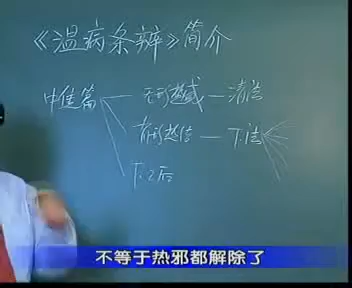 《温病条辨》简介
中焦篇 — 无形热盛 — 清法
有形热结 — 下法
下之后
不等于热邪都解除了